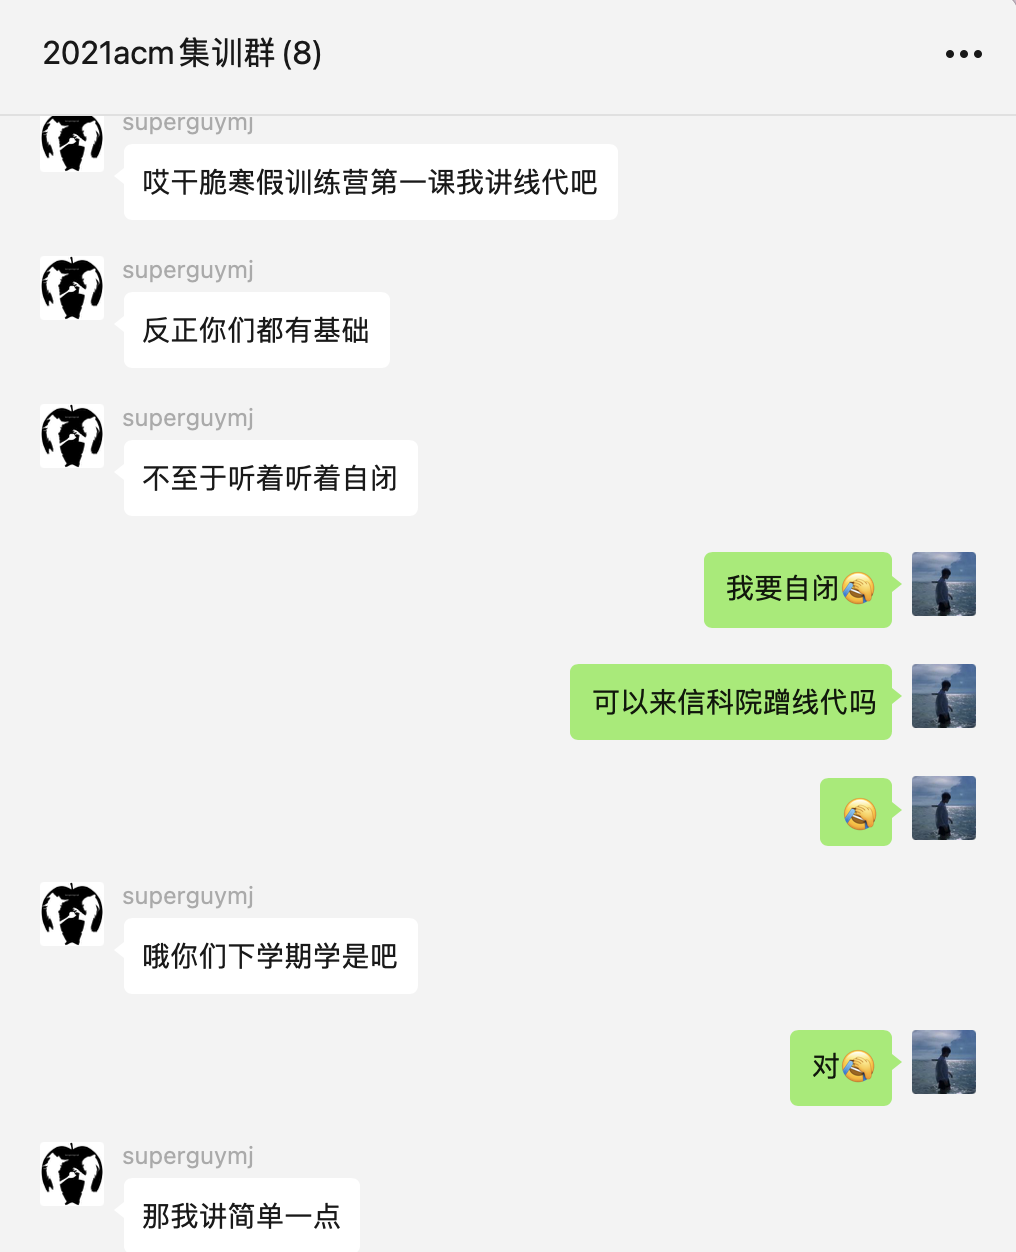 2021acm集训群(8)
superguymj
哎干脆寒假训练营第一课我讲线代吧
superguymj
反正你们都有基础
superguymj
不至于听着听着自闭
我要自闭🤣
可以来信科院蹭线代吗
superguymj
哦你们下学期学是吧
对
superguymj
那我讲简单一点